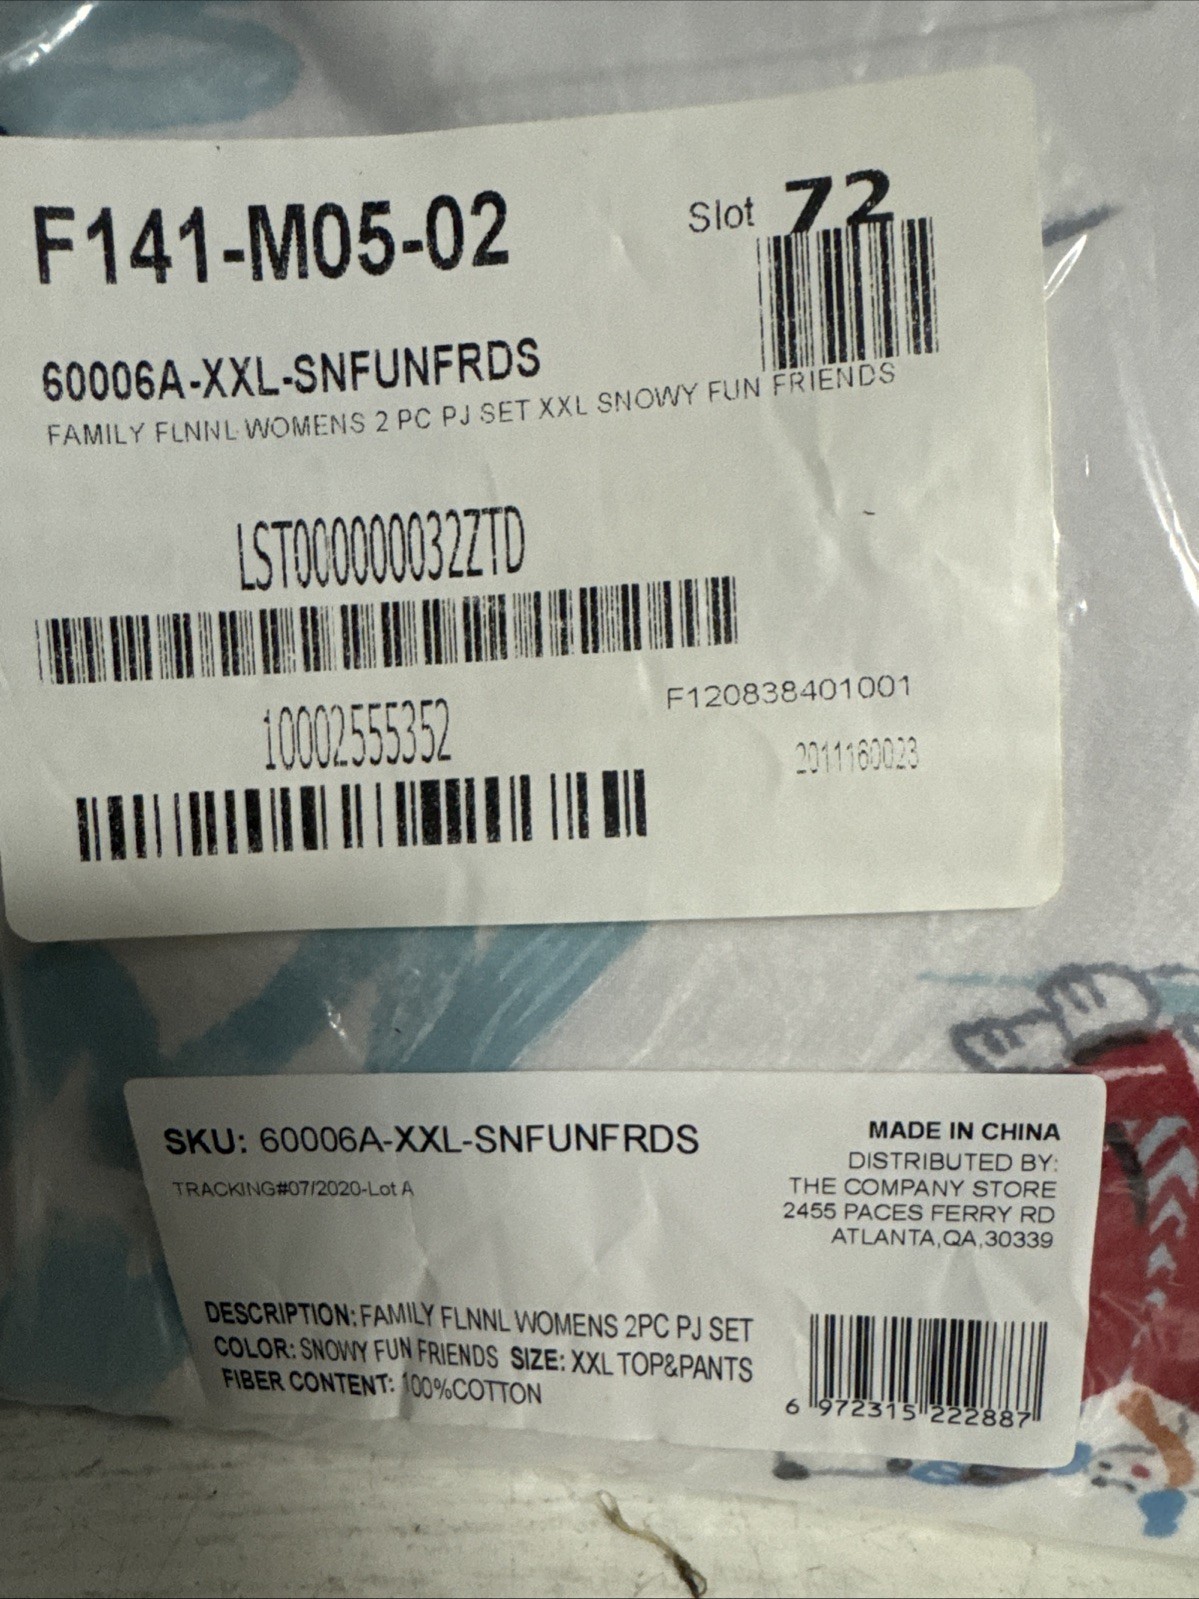 F141-M05-02
Slot 72
60006A-XXL-SNFUNFRDS
FAMILY FLNNL WOMENS 2 PC PJ SET XXL SNOWY FUN FRIENDS
LST000000032ZTD
10002555352
F120838401001
2011160023
SKU: 60006A-XXL-SNFUNFRDS
TRACKING#07/2020-Lot A
MADE IN CHINA
DISTRIBUTED BY:
THE COMPANY STORE
2455 PACES FERRY RD
ATLANTA,QA,30339
DESCRIPTION: FAMILY FLNNL WOMENS 2PC PJ SET
COLOR: SNOWY FUN FRIENDS SIZE: XXL TOP&PANTS
FIBER CONTENT: 100%COTTON
6 972315 222887